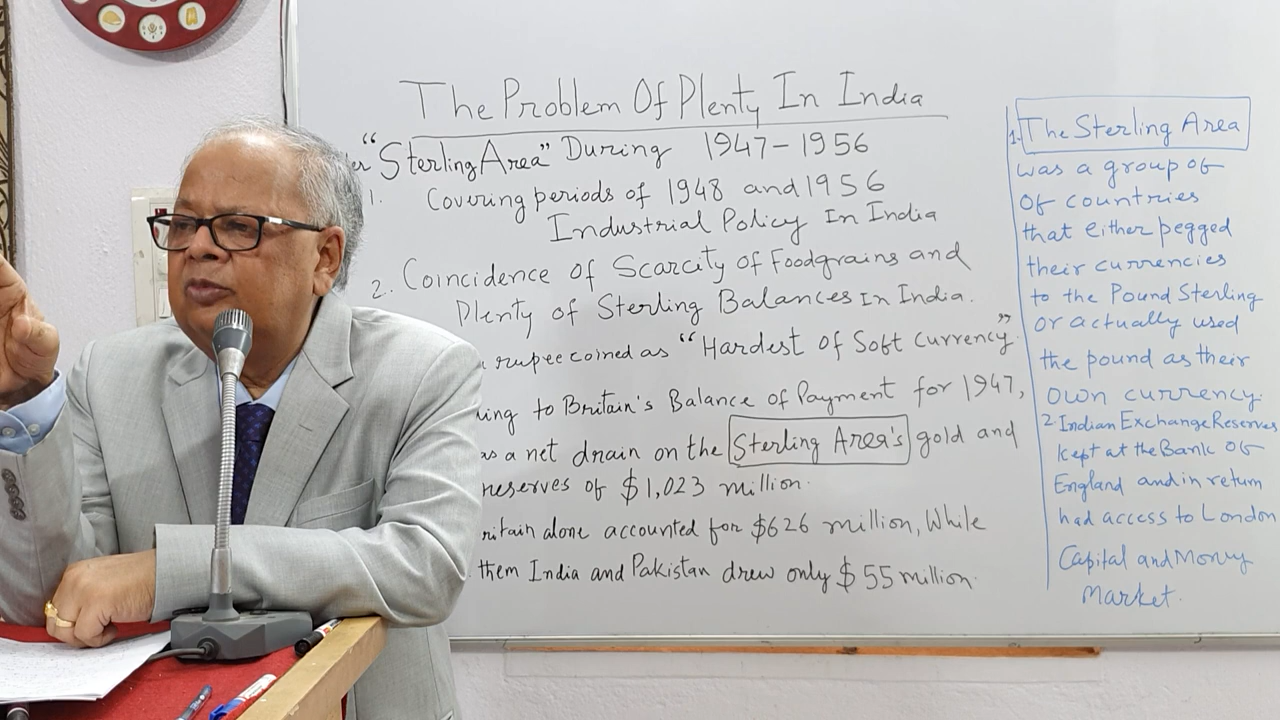 The Problem Of Plenty In India
"Sterling Area" During 1947-1956
1. Covering periods of 1948 and 1956
Industrial Policy In India
2. Coincidence of Scarcity of Foodgrains and
Plenty of Sterling Balances In India.
rupee coined as "Hardest of Soft Currency"
to Britain's Balance of Payment for 1947,
a net drain on the Sterling Area's gold and
reserves of $1,023 million.
alone accounted for $626 million, While
them India and Pakistan drew only $55 million.
1. The Sterling Area
was a group of
of countries
that either pegged
their currencies
to the Pound Sterling
or actually used
the pound as their
own currency.
2. Indian Exchange Reserves
kept at the Bank of
England and in return
had access to London
Capital and Money
Market.